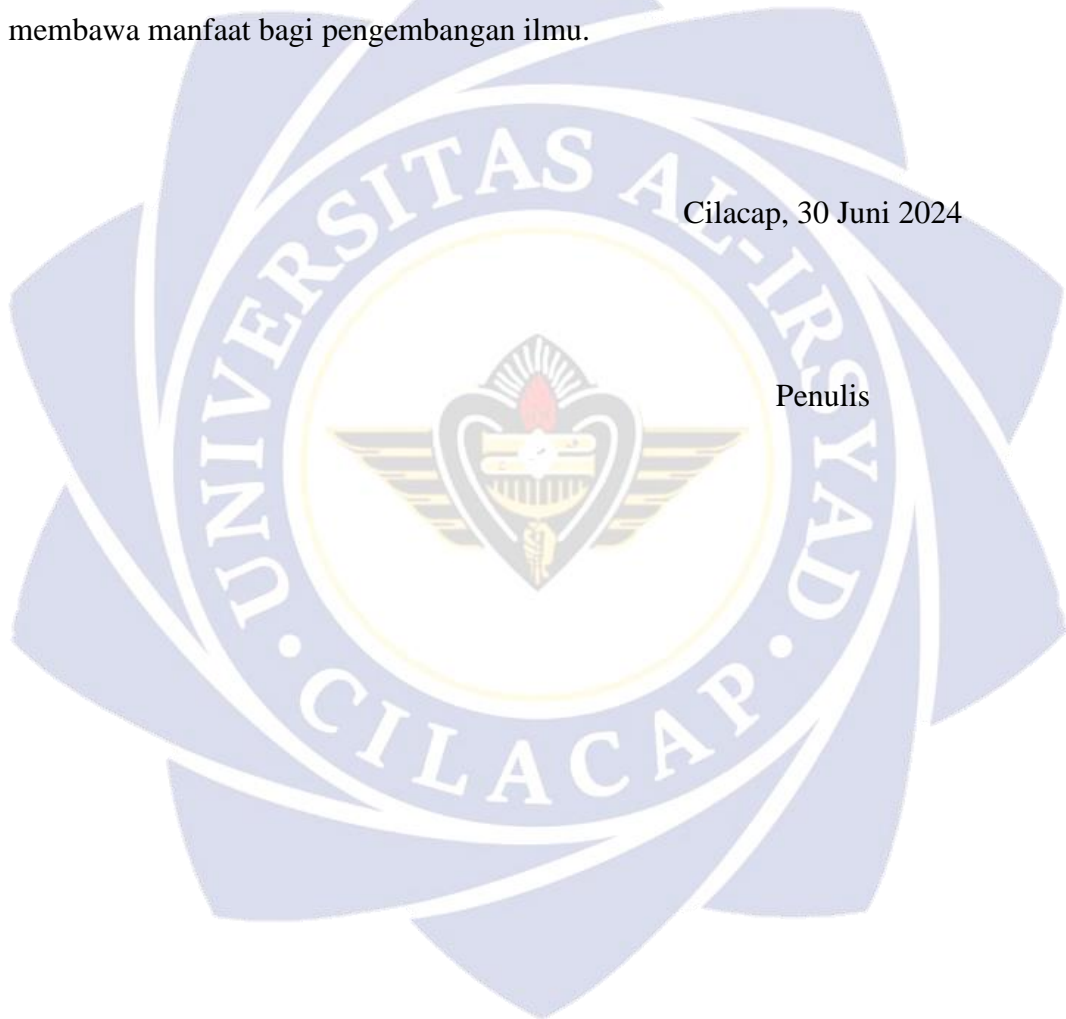 membawa manfaat bagi pengembangan ilmu.
Cilacap, 30 Juni 2024
Penulis
UNIVERSITAS AL-IRSYAD
• CILACAP •